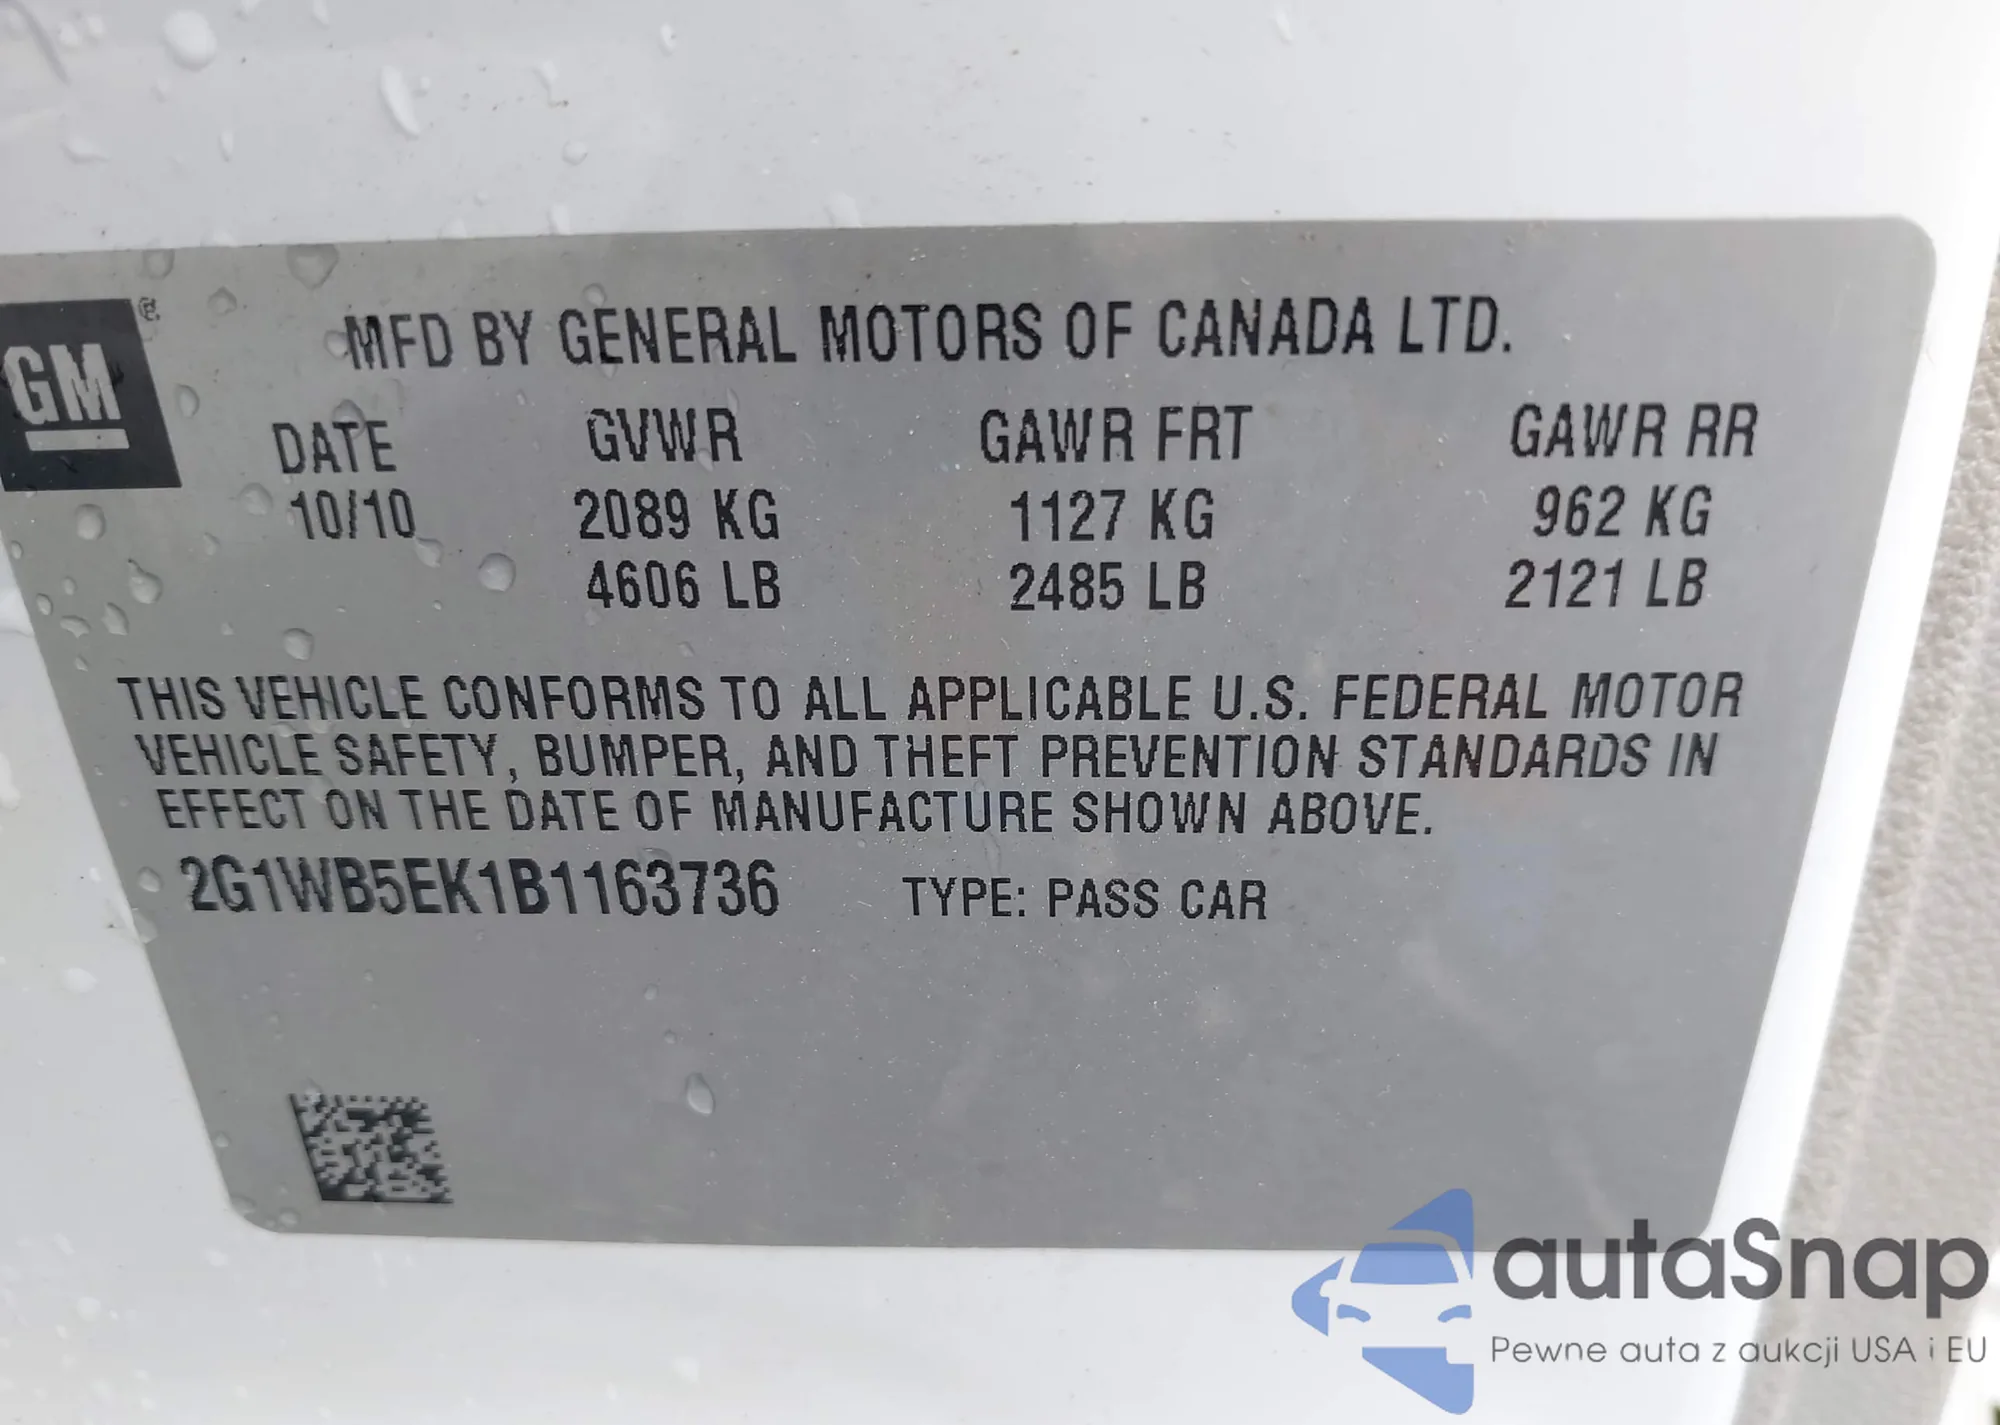 MFD BY GENERAL MOTORS OF CANADA LTD.
GM ®
DATE GVWR GAWR FRT GAWR RR
10/10 2089 KG 1127 KG 962 KG
4606 LB 2485 LB 2121 LB
THIS VEHICLE CONFORMS TO ALL APPLICABLE U.S. FEDERAL MOTOR
VEHICLE SAFETY, BUMPER, AND THEFT PREVENTION STANDARDS IN
EFFECT ON THE DATE OF MANUFACTURE SHOWN ABOVE.
2G1WB5EK1B1163736 TYPE: PASS CAR
autaSnap
Pewne auta z aukcji USA i EU